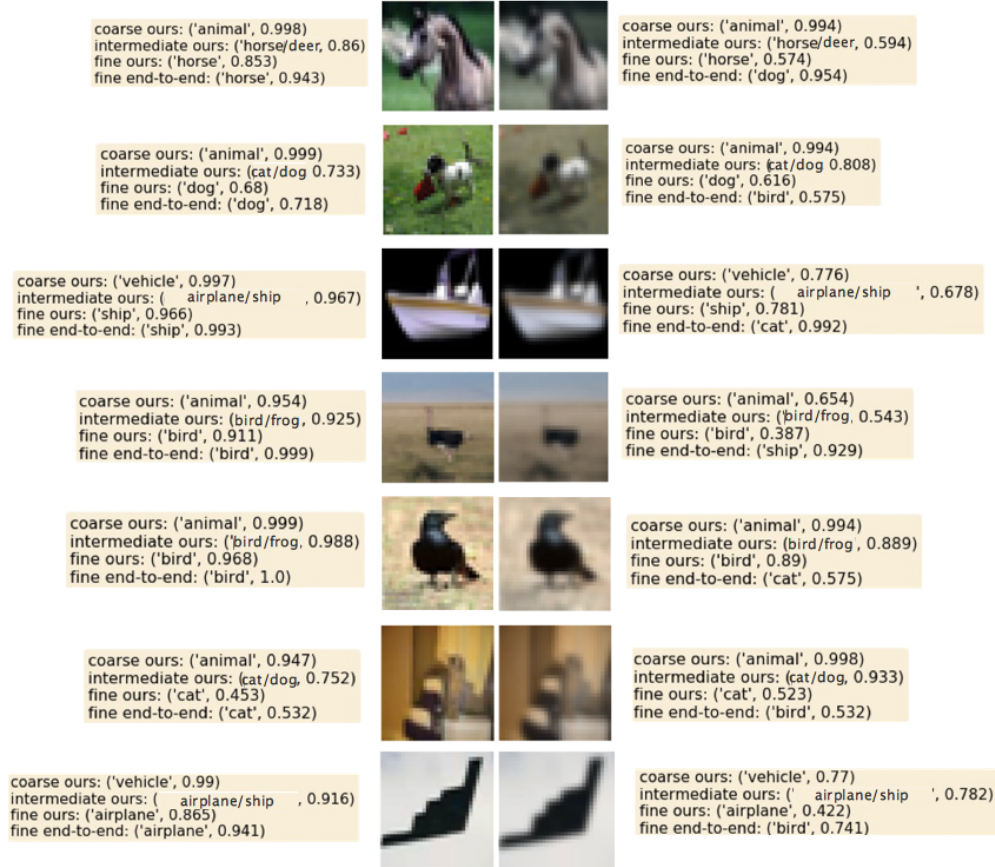 coarse ours: ('animal', 0.998)
intermediate ours: ('horse/deer, 0.86)
fine ours: ('horse', 0.853)
fine end-to-end: ('horse', 0.943)
coarse ours: ('animal', 0.994)
intermediate ours: ('horse/deer, 0.594)
fine ours: ('horse', 0.574)
fine end-to-end: ('dog', 0.954)
coarse ours: ('animal', 0.999)
intermediate ours: (cat/dog 0.733)
fine ours: ('dog', 0.68)
fine end-to-end: ('dog', 0.718)
coarse ours: ('animal', 0.994)
intermediate ours: (cat/dog 0.808)
fine ours: ('dog', 0.616)
fine end-to-end: ('bird', 0.575)
coarse ours: ('vehicle', 0.997)
intermediate ours: ( airplane/ship , 0.967)
fine ours: ('ship', 0.966)
fine end-to-end: ('ship', 0.993)
coarse ours: ('vehicle', 0.776)
intermediate ours: ( airplane/ship ', 0.678)
fine ours: ('ship', 0.781)
fine end-to-end: ('cat', 0.992)
coarse ours: ('animal', 0.954)
intermediate ours: (bird/frog, 0.925)
fine ours: ('bird', 0.911)
fine end-to-end: ('bird', 0.999)
coarse ours: ('animal', 0.654)
intermediate ours: ('bird/frog, 0.543)
fine ours: ('bird', 0.387)
fine end-to-end: ('ship', 0.929)
coarse ours: ('animal', 0.999)
intermediate ours: ('bird/frog, 0.988)
fine ours: ('bird', 0.968)
fine end-to-end: ('bird', 1.0)
coarse ours: ('animal', 0.994)
intermediate ours: (bird/frog', 0.889)
fine ours: ('bird', 0.89)
fine end-to-end: ('cat', 0.575)
coarse ours: ('animal', 0.947)
intermediate ours: (cat/dog, 0.752)
fine ours: ('cat', 0.453)
fine end-to-end: ('cat', 0.532)
coarse ours: ('animal', 0.998)
intermediate ours: (cat/dog, 0.933)
fine ours: ('cat', 0.523)
fine end-to-end: ('bird', 0.532)
coarse ours: ('vehicle', 0.99)
intermediate ours: ( airplane/ship , 0.916)
fine ours: ('airplane', 0.865)
fine end-to-end: ('airplane', 0.941)
coarse ours: ('vehicle', 0.77)
intermediate ours: (' airplane/ship ', 0.782)
fine ours: ('airplane', 0.422)
fine end-to-end: ('bird', 0.741)